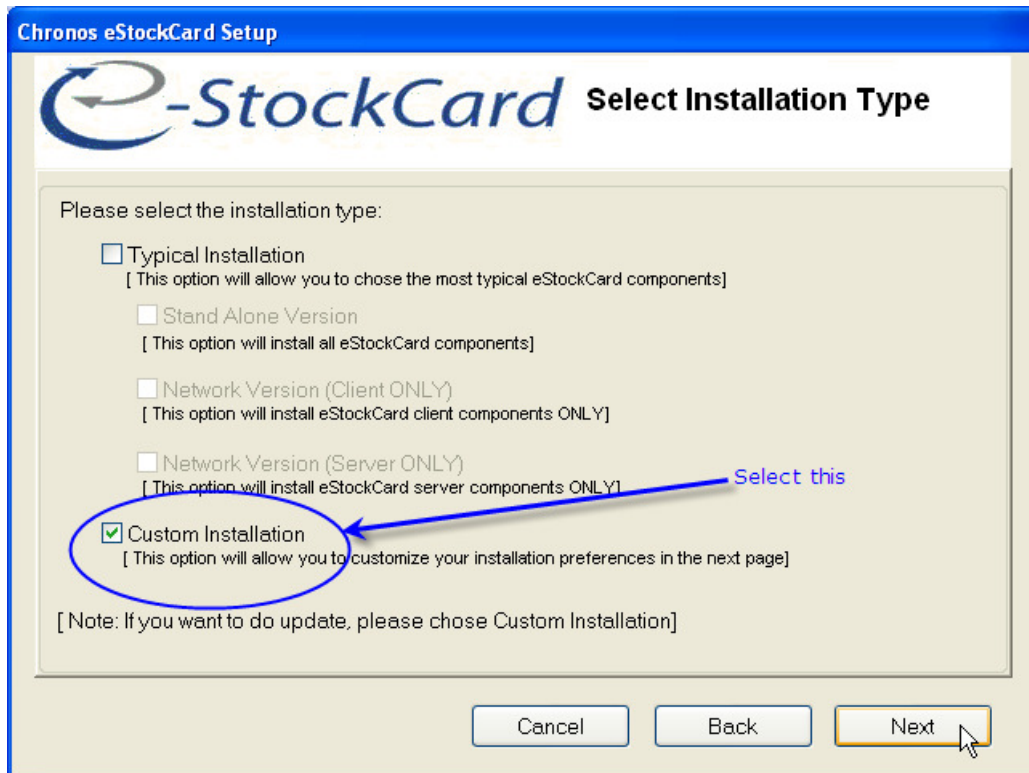 Chronos eStockCard Setup
e-StockCard
Select Installation Type
Please select the installation type:
Typical Installation
[ This option will allow you to chose the most typical eStockCard components]
Stand Alone Version
[ This option will install all eStockCard components]
Network Version (Client ONLY)
[ This option will install eStockCard client components ONLY]
Network Version (Server ONLY)
[ This option will install eStockCard server components ONLY]
Select this
Custom Installation
[ This option will allow you to customize your installation preferences in the next page]
[ Note: If you want to do update, please chose Custom Installation]
Cancel
Back
Next